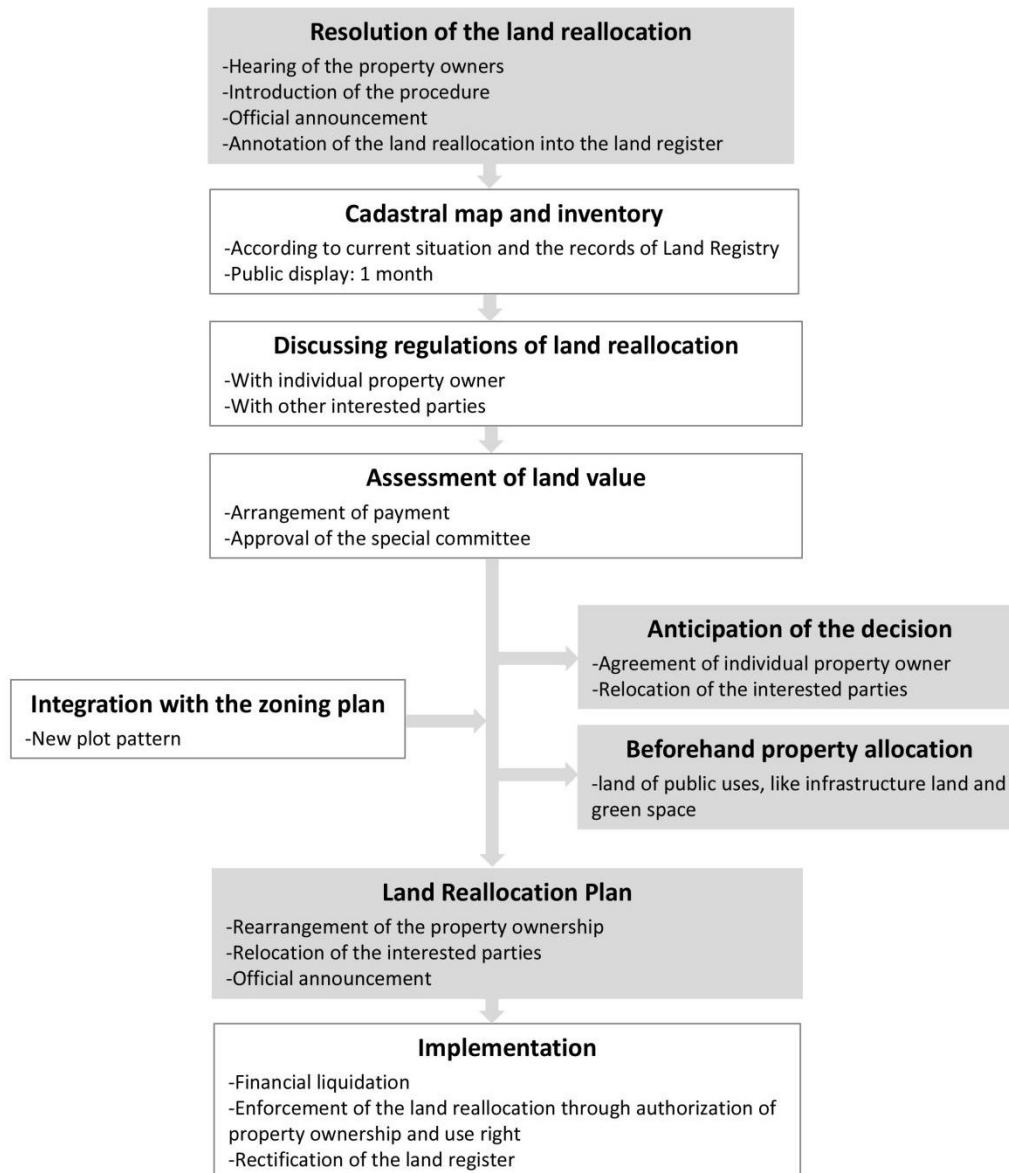 Resolution of the land reallocation
-Hearing of the property owners
-Introduction of the procedure
-Official announcement
-Annotation of the land reallocation into the land register
Cadastral map and inventory
-According to current situation and the records of Land Registry
-Public display: 1 month
Discussing regulations of land reallocation
-With individual property owner
-With other interested parties
Assessment of land value
-Arrangement of payment
-Approval of the special committee
Anticipation of the decision
-Agreement of individual property owner
-Relocation of the interested parties
Integration with the zoning plan
-New plot pattern
Beforehand property allocation
-land of public uses, like infrastructure land and
green space
Land Reallocation Plan
-Rearrangement of the property ownership
-Relocation of the interested parties
-Official announcement
Implementation
-Financial liquidation
-Enforcement of the land reallocation through authorization of
property ownership and use right
-Rectification of the land register